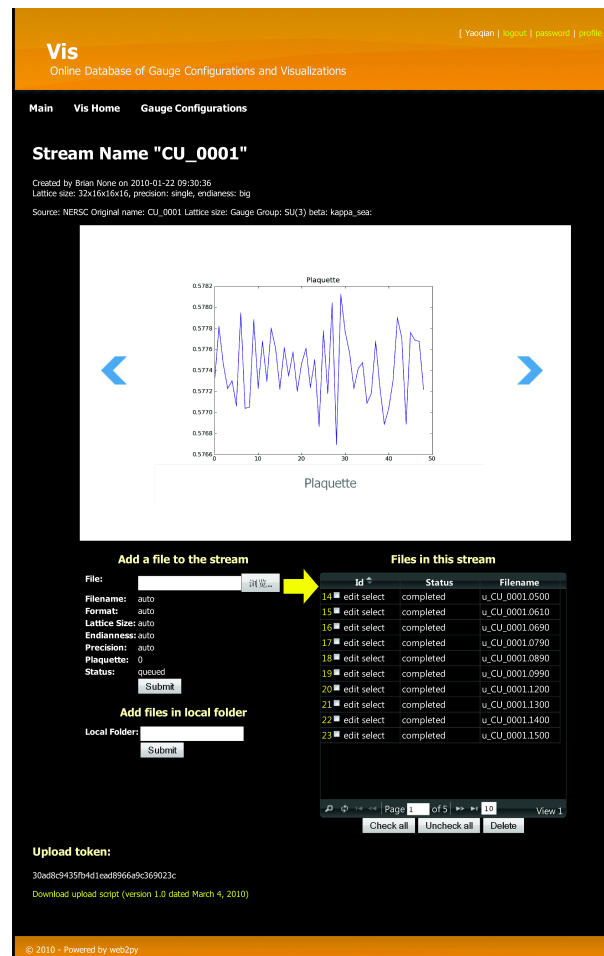 [ Yaoqian | logout | password | profile
Vis
Online Database of Gauge Configurations and Visualizations
Main Vis Home Gauge Configurations
Stream Name "CU_0001"
Created by Brian None on 2010-01-22 09:30:36
Lattice size: 32x16x16x16, precision: single, endianess: big
Source: NERSC Original name: CU_0001 Lattice size: Gauge Group: SU(3) beta: kappa_sea:
Plaquette
0.5782
0.5780
0.5778
0.5776
0.5774
0.5772
0.5770
0.5768
0.5766
0 10 20 30 40 50
Plaquette
Add a file to the stream
File: 浏览...
Filename: auto
Format: auto
Lattice Size: auto
Endianness: auto
Precision: auto
Plaquette: 0
Status: queued
Submit
Add files in local folder
Local Folder:
Submit
Files in this stream
Id Status Filename
14 edit select completed u_CU_0001.0500
15 edit select completed u_CU_0001.0610
16 edit select completed u_CU_0001.0690
17 edit select completed u_CU_0001.0790
18 edit select completed u_CU_0001.0890
19 edit select completed u_CU_0001.0990
20 edit select completed u_CU_0001.1200
21 edit select completed u_CU_0001.1300
22 edit select completed u_CU_0001.1400
23 edit select completed u_CU_0001.1500
Page 1 of 5 10 View 1
Check all Uncheck all Delete
Upload token:
30ad8c9435fb4d1ead8966a9c369023c
Download upload script (version 1.0 dated March 4, 2010)
© 2010 - Powered by web2py